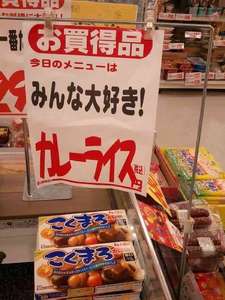 お買得品
今日のメニューは
みんな大好き！
カレーライス
こくまろ
こくまろ